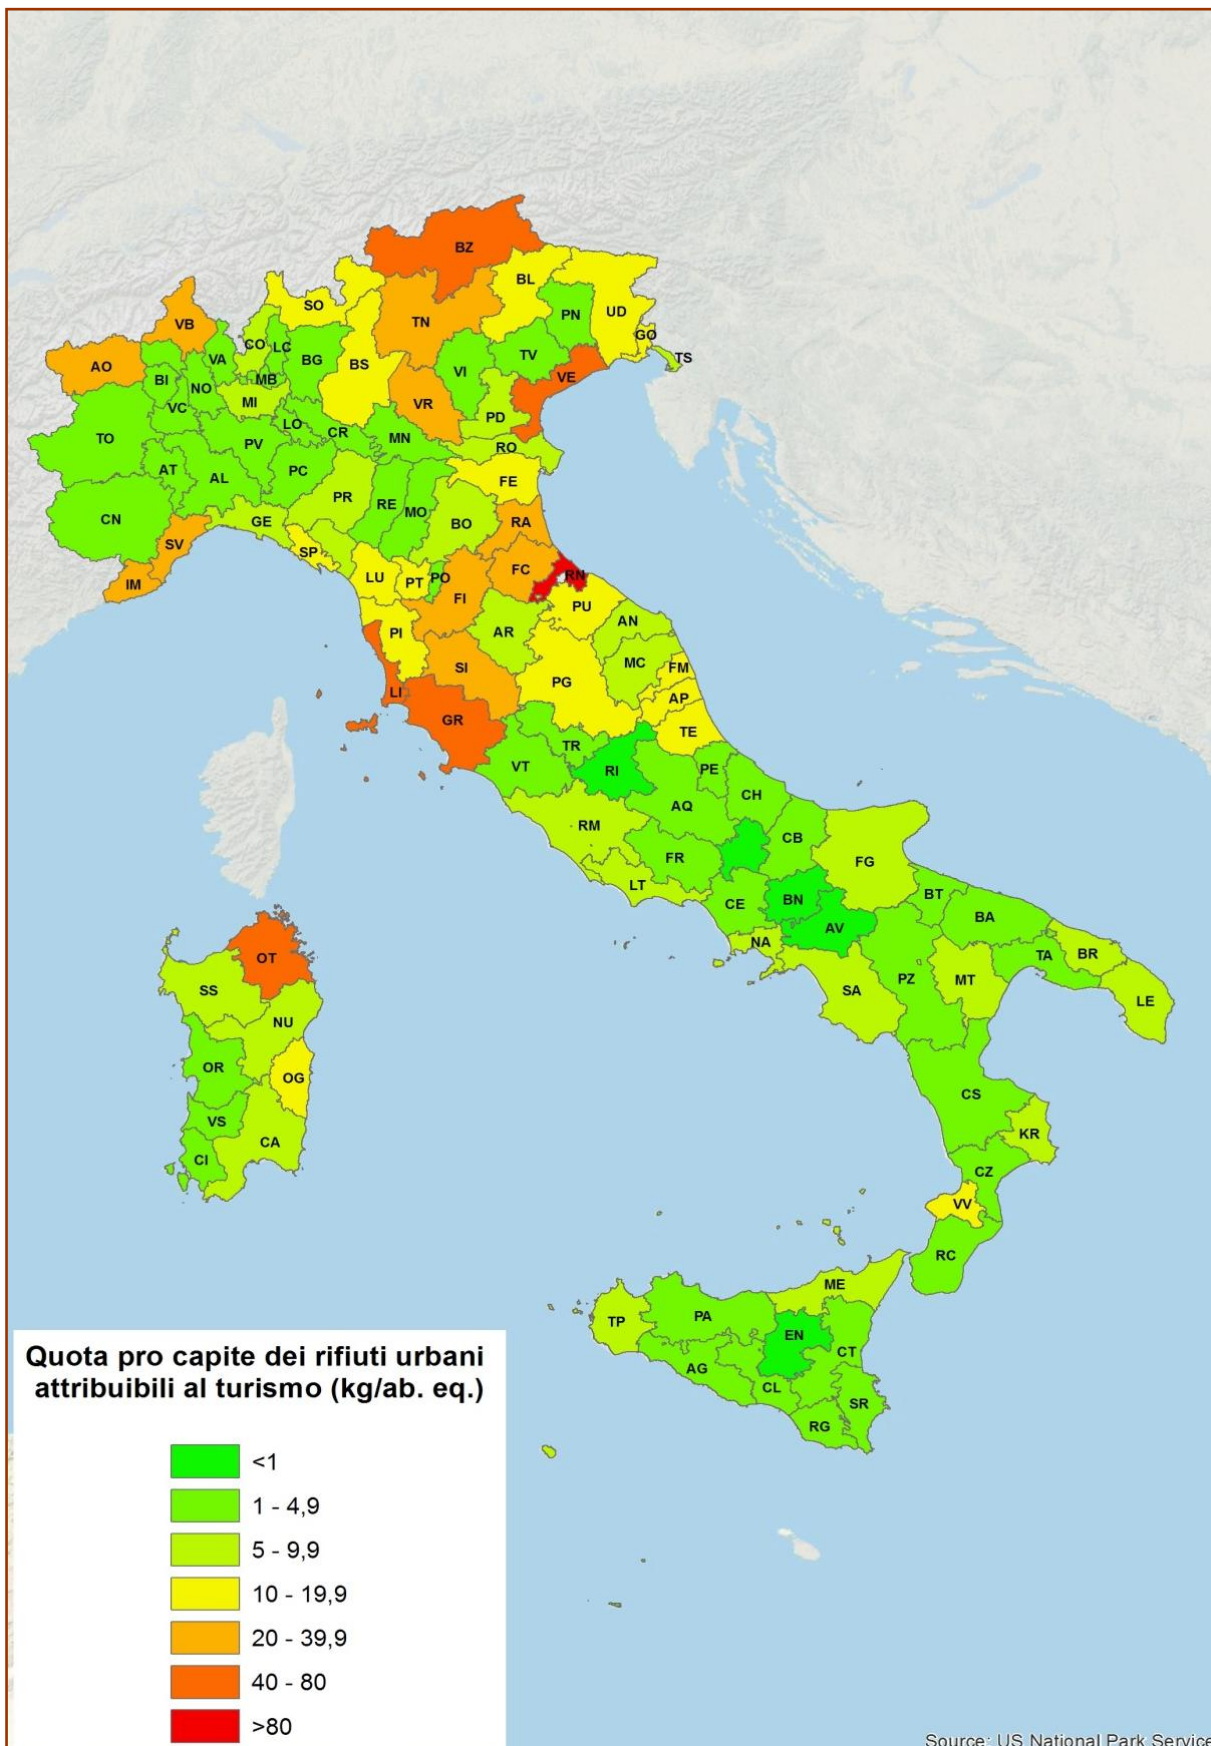 BZ
BL
UD
SO
PN
TN
VB
GO
CO
LC
TS
TV
VA
BG
BS
AO
VI
VE
BI
MB
NO
MI
VR
VC
PD
LO
CR
TO
PV
MN
RO
AT
PC
AL
FE
PR
RE
MO
CN
GE
BO
RA
SV
SP
FC
RN
PO
LU
PT
IM
FI
PU
AN
PI
AR
MC
SI
FM
PG
LI
AP
GR
TE
TR
VT
RI
PE
CH
AQ
RM
CB
FR
FG
LT
BT
BN
CE
BA
AV
NA
BR
TA
OT
PZ
MT
SS
SA
LE
NU
OR
OG
CS
VS
KR
CA
CI
CZ
VV
RC
ME
PA
TP
EN
CT
AG
CL
SR
RG
Quota pro capite dei rifiuti urbani
attribuibili al turismo (kg/ab. eq.)
<1
1 - 4,9
5 - 9,9
10 - 19,9
20 - 39,9
40 - 80
>80
Source: US National Park Service